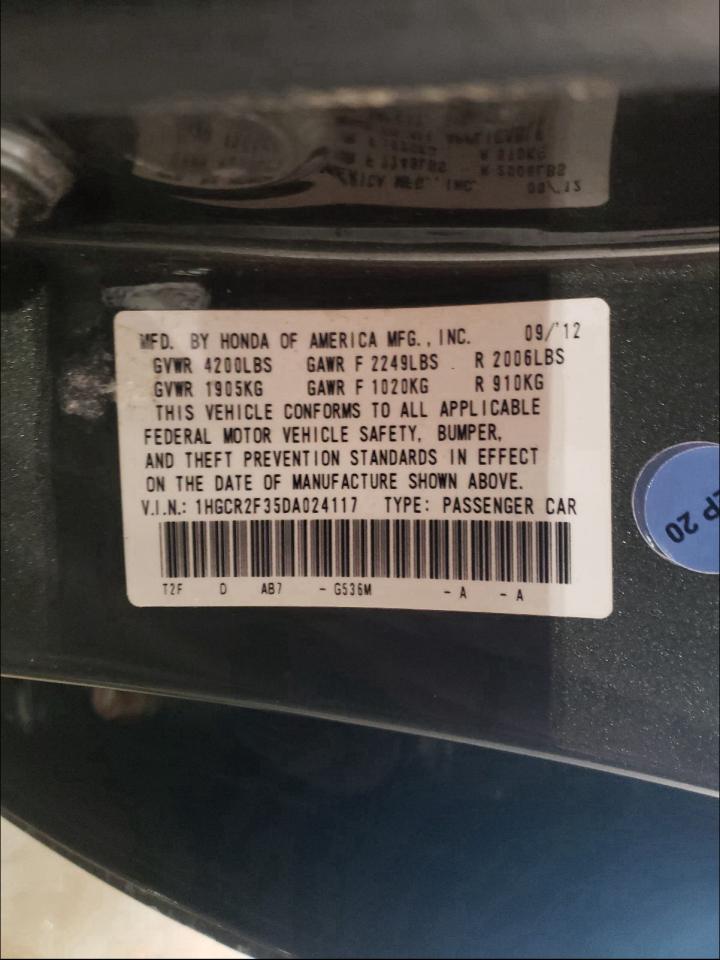 MFD. BY HONDA OF AMERICA MFG., INC. 09/'12
GVWR 4200LBS GAWR F 2249LBS R 2006LBS
GVWR 1905KG GAWR F 1020KG R 910KG
THIS VEHICLE CONFORMS TO ALL APPLICABLE
FEDERAL MOTOR VEHICLE SAFETY, BUMPER,
AND THEFT PREVENTION STANDARDS IN EFFECT
ON THE DATE OF MANUFACTURE SHOWN ABOVE.
V.I.N.: 1HGCR2F35DA024117 TYPE: PASSENGER CAR
T2F D AB7 - G536M - A - A
20